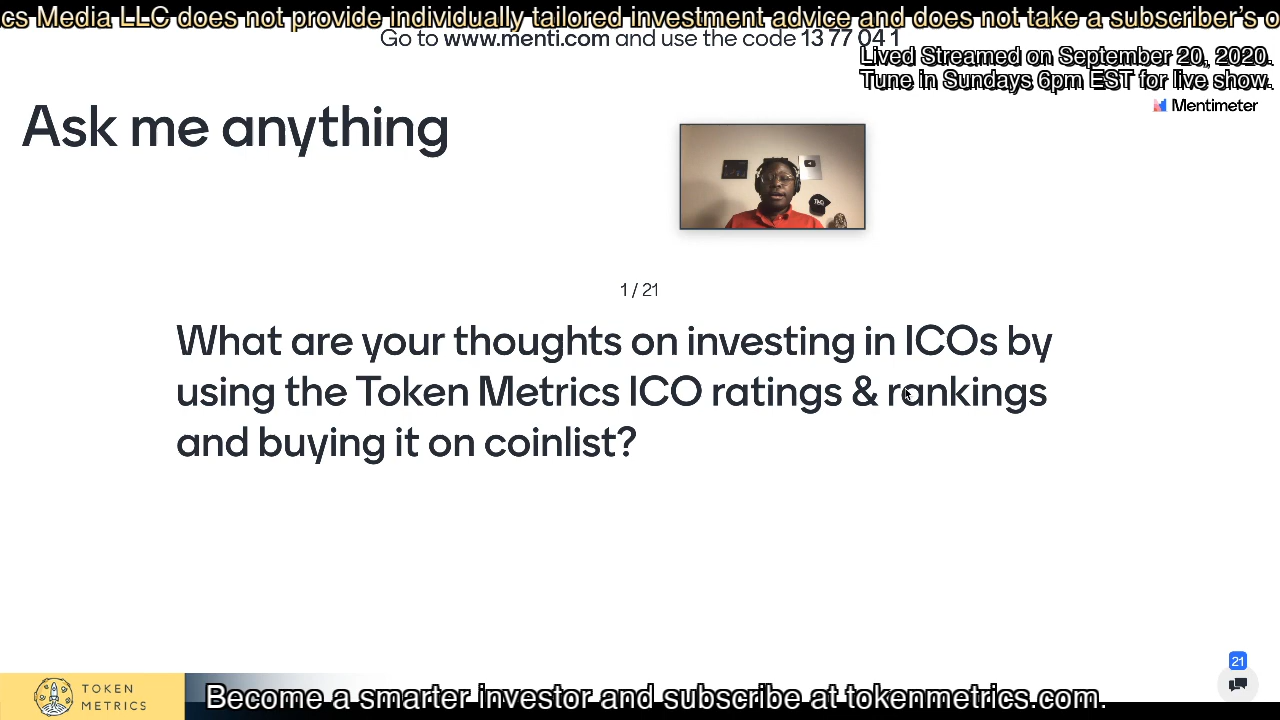 cs Media LLC does not provide individually tailored investment advice and does not take a subscriber’s o
Go to www.menti.com and use the code 13 77 04 1
Lived Streamed on September 20, 2020.
Tune in Sundays 6pm EST for live show.
Mentimeter
Ask me anything
1 / 21
What are your thoughts on investing in ICOs by
using the Token Metrics ICO ratings & rankings
and buying it on coinlist?
21
TOKEN
METRICS
Become a smarter investor and subscribe at tokenmetrics.com.